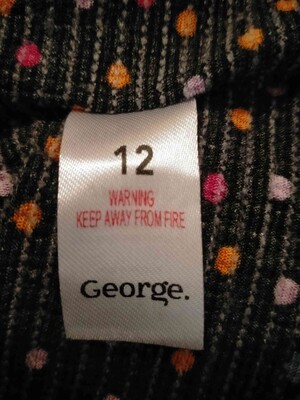 12
WARNING
KEEP AWAY FROM FIRE
George.